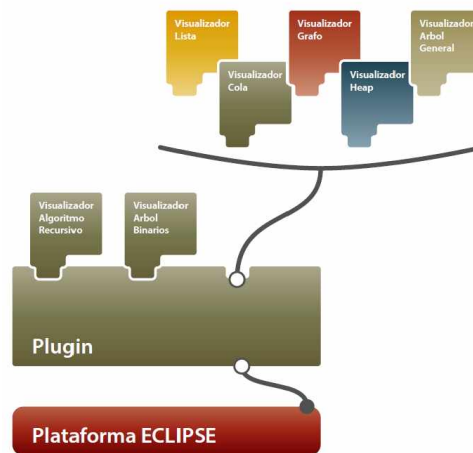 Visualizador
Lista
Visualizador
Grafo
Visualizador
Arbol
General
Visualizador
Cola
Visualizador
Heap
Visualizador
Algoritmo
Recursivo
Visualizador
Arbol
Binarios
Plugin
Plataforma ECLIPSE